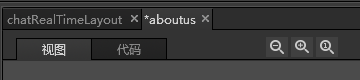 chatRealTimeLayout × *aboutus ×
视图 代码